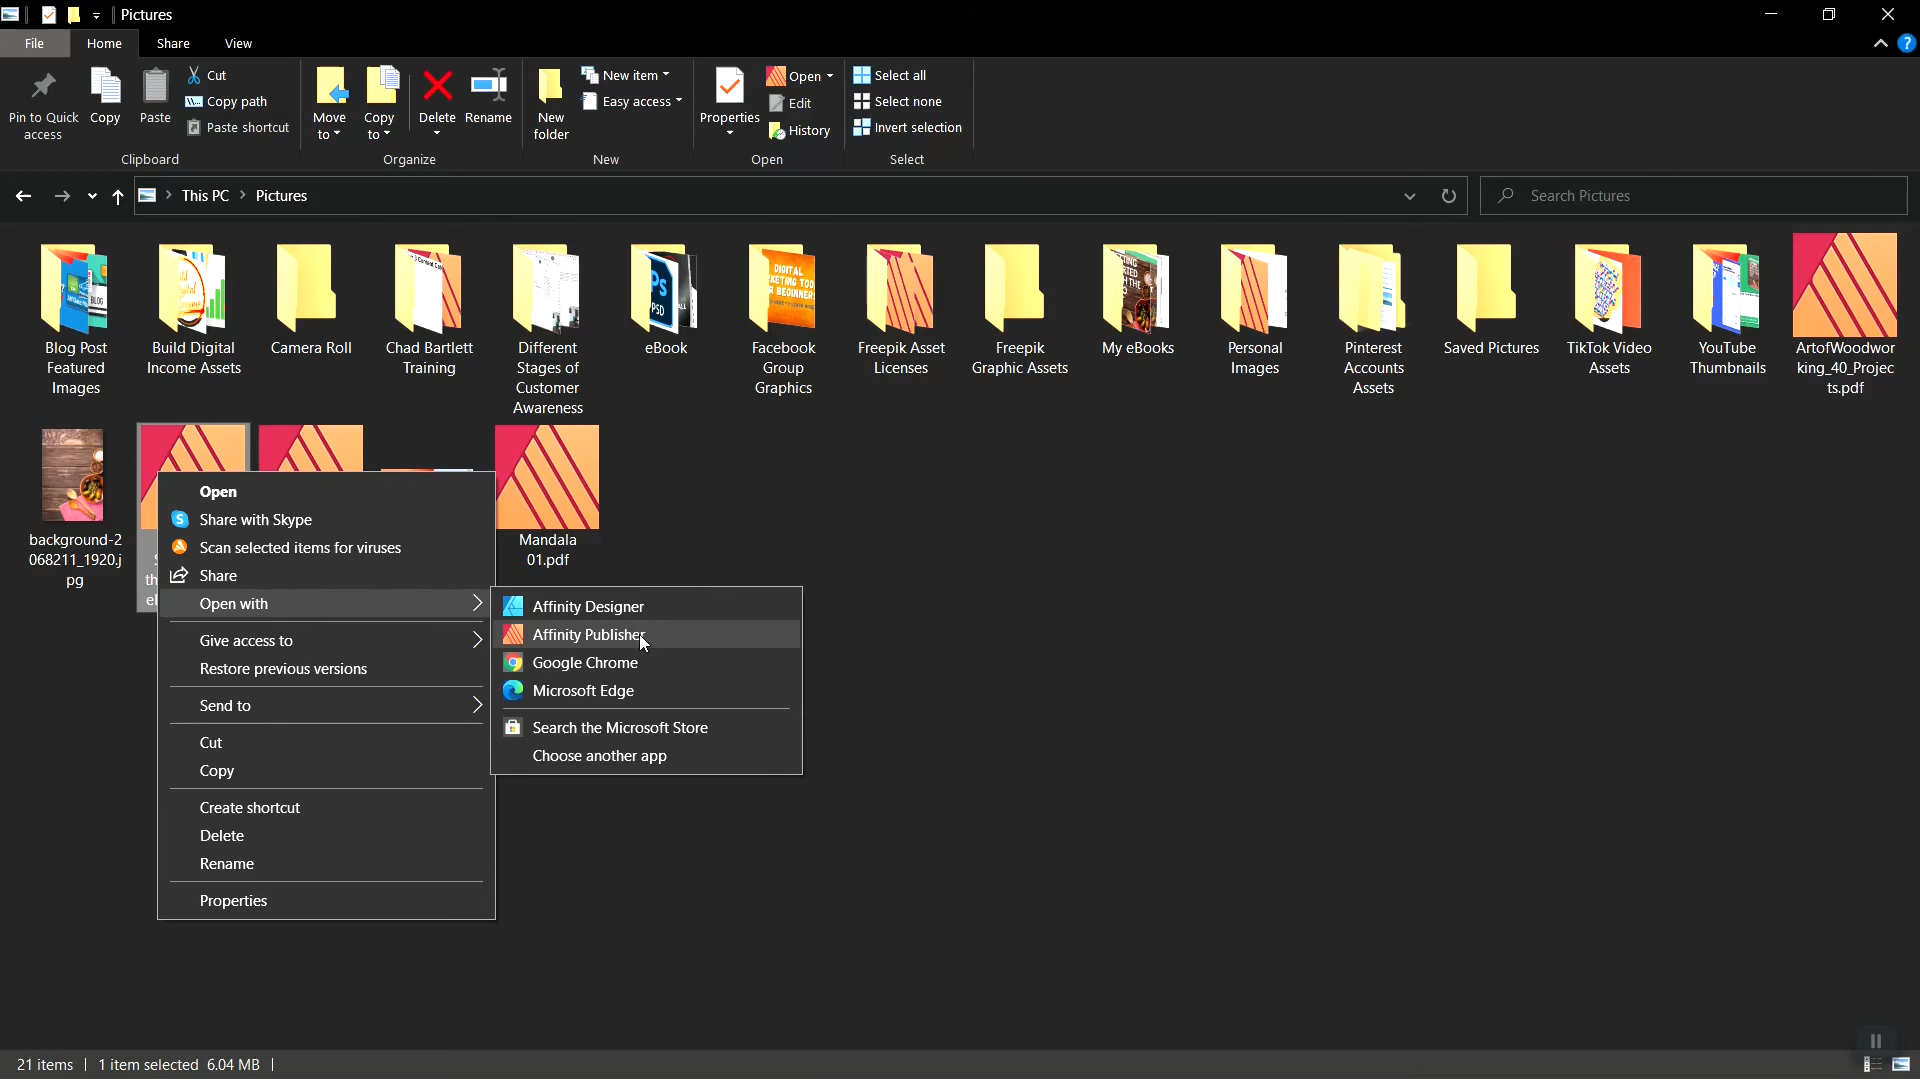 Pictures
File Home Share View
Pin to Quick access
Copy
Paste
Cut
Copy path
Paste shortcut
Clipboard
Move to
Copy to
Delete
Rename
Organize
New folder
New item
Easy access
New
Properties
Open
Edit
History
Open
Select all
Select none
Invert selection
Select
This PC > Pictures
Search Pictures
Blog Post
Featured
Images
Build Digital
Income Assets
Camera Roll
Chad Bartlett
Training
Different
Stages of
Customer
Awareness
eBook
Facebook
Group
Graphics
Freepik Asset
Licenses
Freepik
Graphic Assets
My eBooks
Personal
Images
Pinterest
Accounts
Assets
Saved Pictures
TikTok Video
Assets
YouTube
Thumbnails
ArtofWoodwor
king_40_Projec
ts.pdf
background-2
068211_1920.j
pg
Mandala
01.pdf
Open
Share with Skype
Scan selected items for viruses
Share
Open with
Give access to
Restore previous versions
Send to
Cut
Copy
Create shortcut
Delete
Rename
Properties
Affinity Designer
Affinity Publisher
Google Chrome
Microsoft Edge
Search the Microsoft Store
Choose another app
21 items | 1 item selected 6.04 MB |